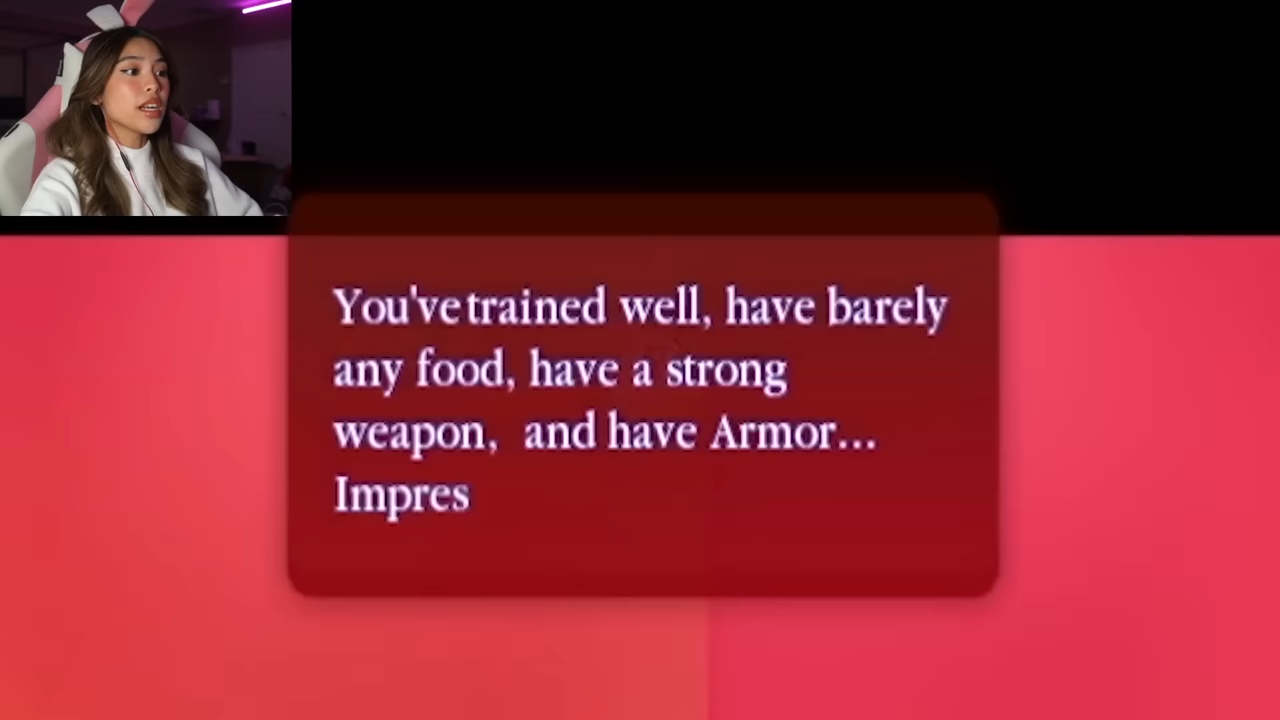 You've trained well, have barely
any food, have a strong
weapon, and have Armor...
Impres